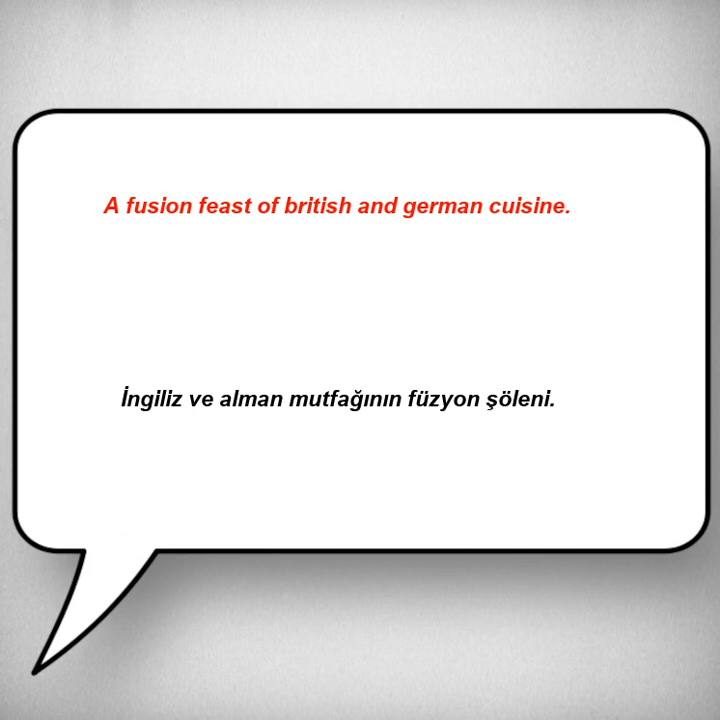 A fusion feast of british and german cuisine.
İngiliz ve alman mutfağının füzyon şöleni.